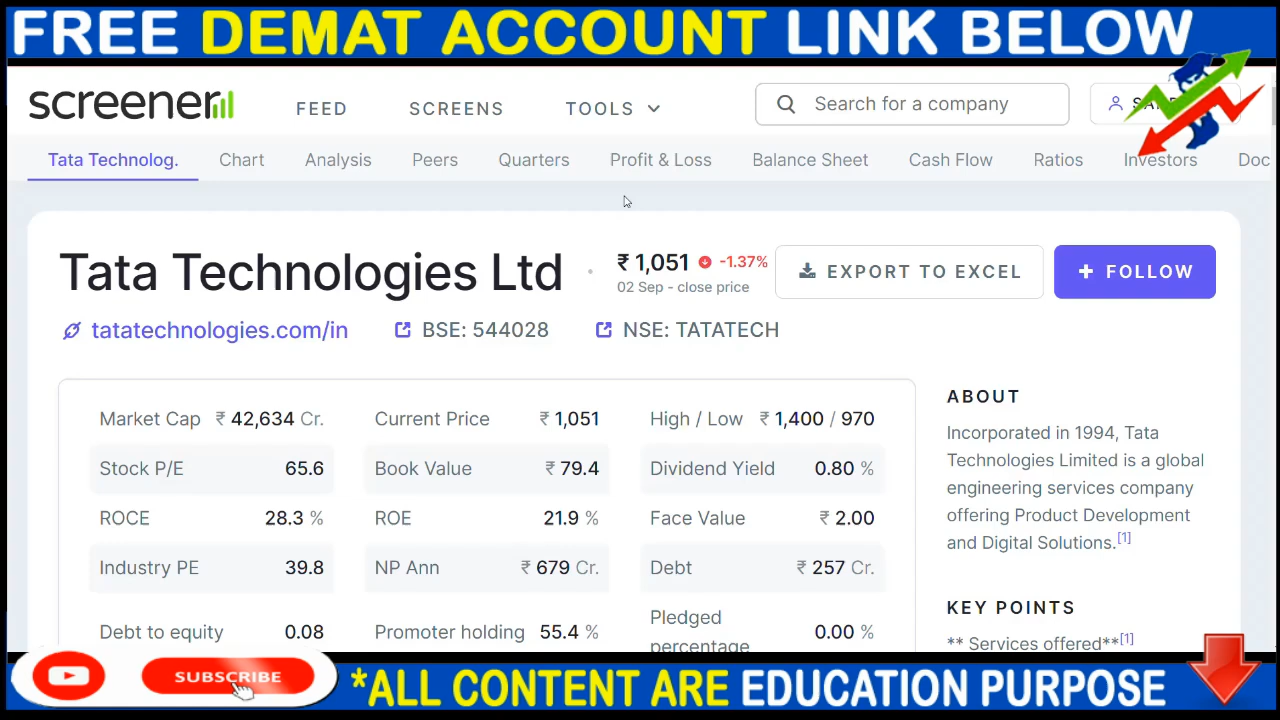 FREE DEMAT ACCOUNT LINK BELOW
screener
FEED SCREENS TOOLS Search for a company
Tata Technolog. Chart Analysis Peers Quarters Profit & Loss Balance Sheet Cash Flow Ratios Investors Doc
Tata Technologies Ltd ₹ 1,051 -1.37% EXPORT TO EXCEL + FOLLOW
02 Sep - close price
tatatechnologies.com/in BSE: 544028 NSE: TATATECH
Market Cap ₹ 42,634 Cr. Current Price ₹ 1,051 High / Low ₹ 1,400 / 970
Stock P/E 65.6 Book Value ₹ 79.4 Dividend Yield 0.80 %
ROCE 28.3 % ROE 21.9 % Face Value ₹ 2.00
Industry PE 39.8 NP Ann ₹ 679 Cr. Debt ₹ 257 Cr.
Debt to equity 0.08 Promoter holding 55.4 % Pledged percentage 0.00 %
ABOUT
Incorporated in 1994, Tata
Technologies Limited is a global
engineering services company
offering Product Development
and Digital Solutions.[1]
KEY POINTS
** Services offered**[1]
SUBSCRIBE
*ALL CONTENT ARE EDUCATION PURPOSE